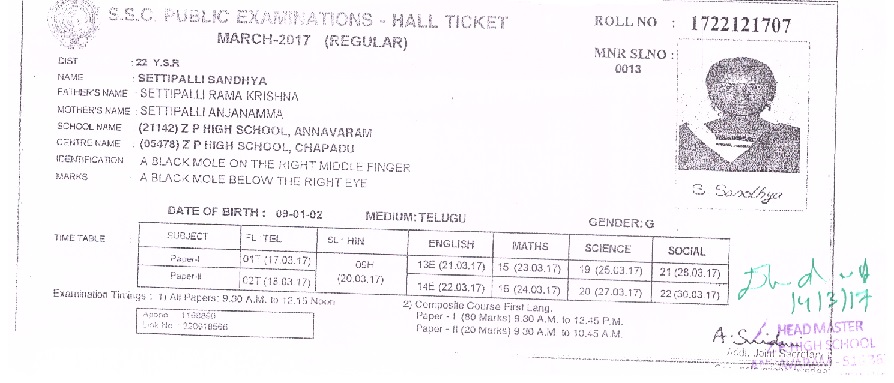 S.S.C. PUBLIC EXAMINATIONS - HALL TICKET
MARCH-2017 (REGULAR)
ROLL NO : 1722121707
MNR SLNO :
0013
DIST : 22 Y.S.R
NAME : SETTIPALLI SANDHYA
FATHER'S NAME : SETTIPALLI RAMA KRISHNA
MOTHER'S NAME : SETTIPALLI ANJANAMMA
SCHOOL NAME : (21142) Z P HIGH SCHOOL, ANNAVARAM
CENTRE NAME : (05478) Z P HIGH SCHOOL, CHAPADU
IDENTIFICATION : A BLACK MOLE ON THE RIGHT MIDDLE FINGER
MARKS : A BLACK MOLE BELOW THE RIGHT EYE
S Sandhya
DATE OF BIRTH : 09-01-02 MEDIUM: TELUGU GENDER: G
TIME TABLE :
SUBJECT FL: TEL SL: HIN ENGLISH MATHS SCIENCE SOCIAL
Paper-I 01T (17.03.17) 09H (20.03.17) 13E (21.03.17) 15 (23.03.17) 19 (25.03.17) 21 (28.03.17)
Paper-II 02T (18.03.17) 14E (22.03.17) 16 (24.03.17) 20 (27.03.17) 22 (30.03.17)
Examination Timings : 1) All Papers: 9.30 A.M. to 12.15 Noon
2) Composite Course First Lang.
Paper - I (80 Marks) 9.30 A.M. to 12.45 P.M.
Paper - II (20 Marks) 9.30 A.M. to 10.45 A.M.
14/3/17
HEAD MASTER
HIGH SCHOOL
Joint Secretary